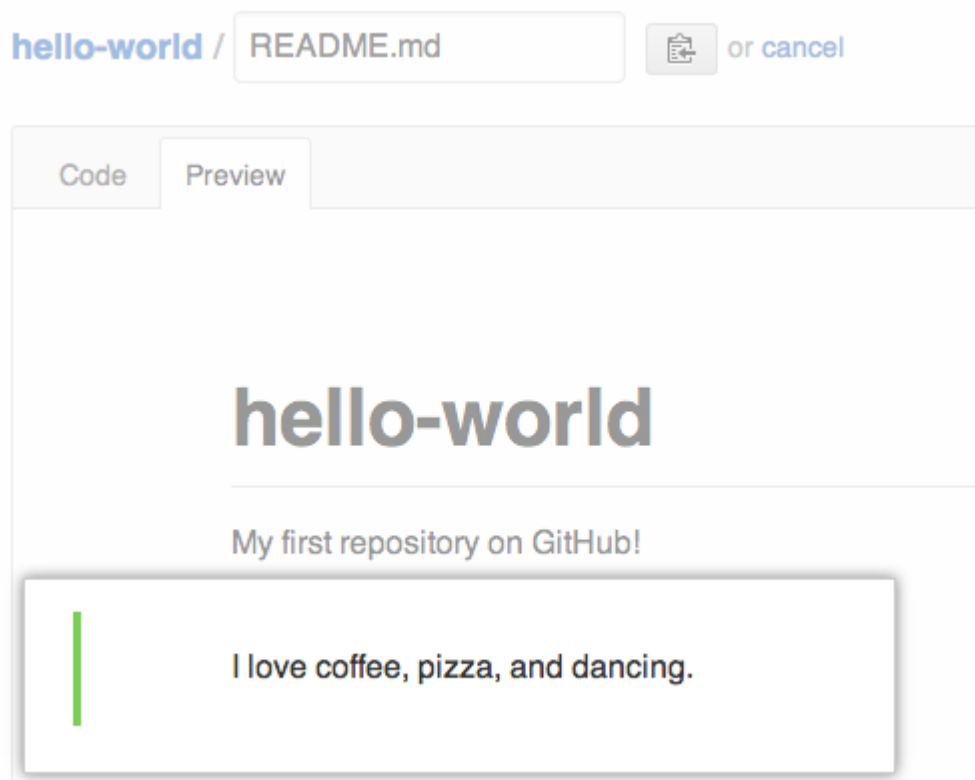 hello-world / README.md or cancel
Code Preview
hello-world
My first repository on GitHub!
I love coffee, pizza, and dancing.